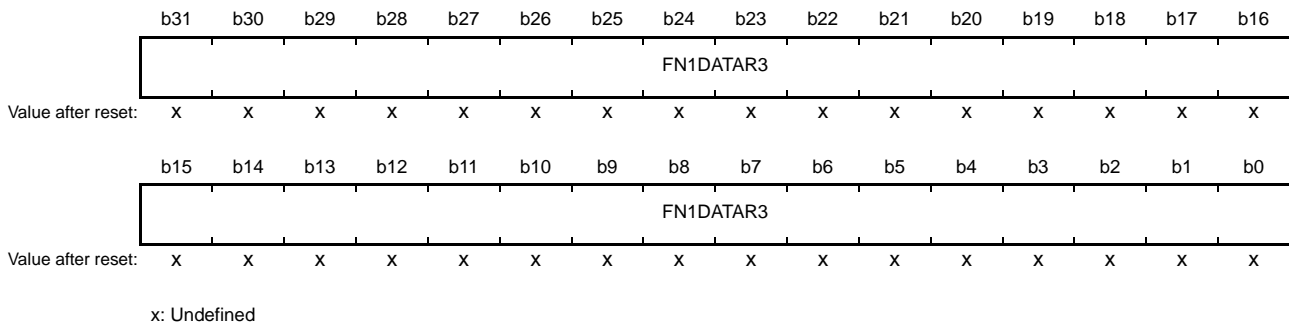 b31 b30 b29 b28 b27 b26 b25 b24 b23 b22 b21 b20 b19 b18 b17 b16
FN1DATAR3
Value after reset: x x x x x x x x x x x x x x x x
b15 b14 b13 b12 b11 b10 b9 b8 b7 b6 b5 b4 b3 b2 b1 b0
FN1DATAR3
Value after reset: x x x x x x x x x x x x x x x x
x: Undefined